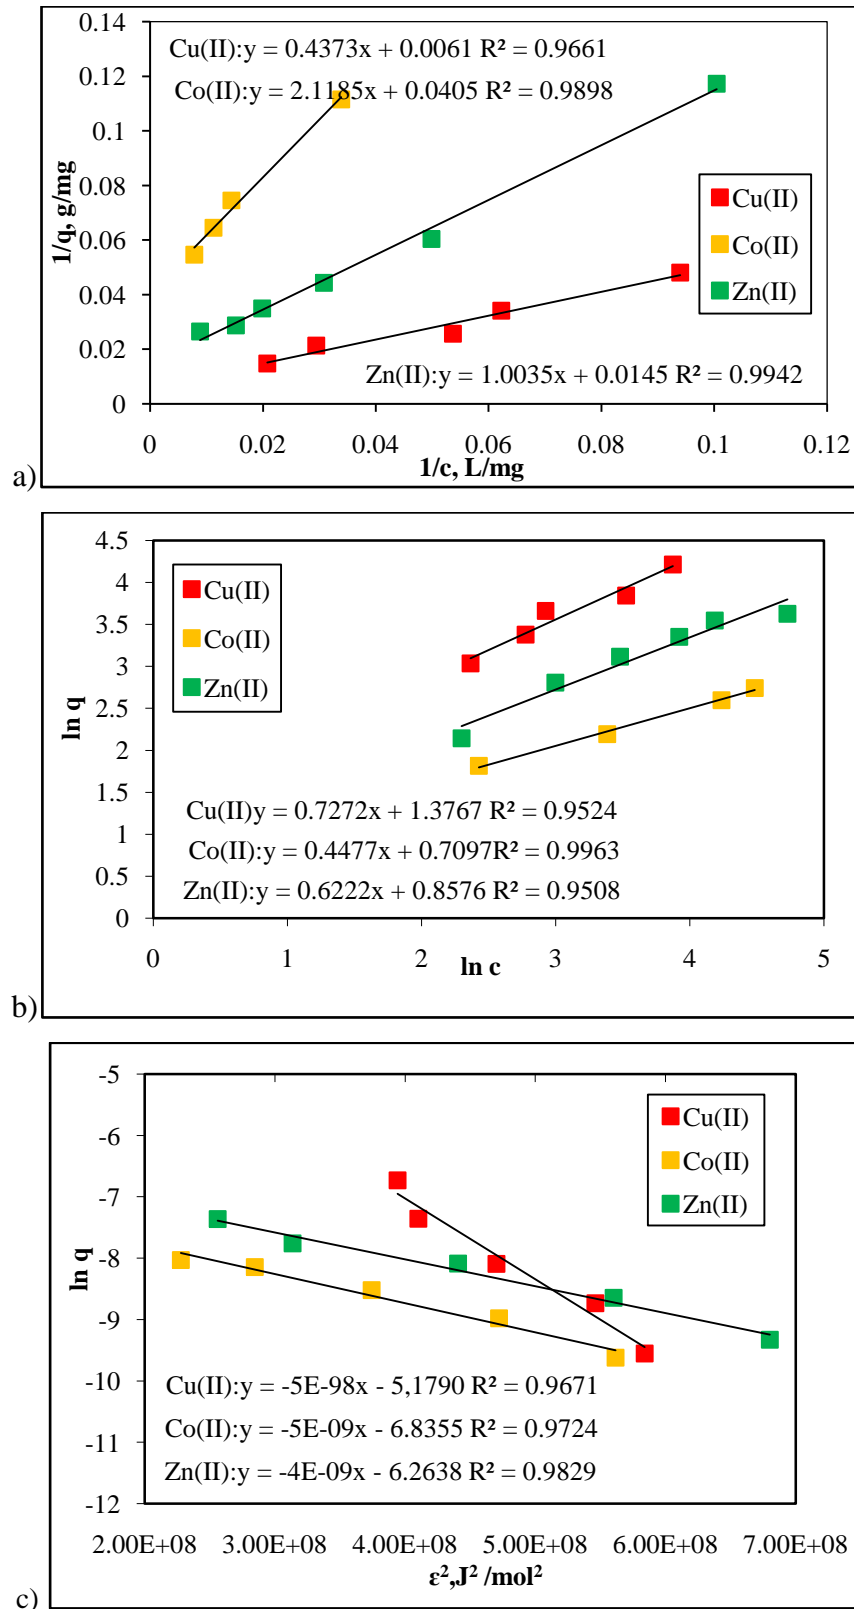 0.14
0.12
0.1
0.08
0.06
0.04
0.02
0
1/q, g/mg
Cu(II):y = 0.4373x + 0.0061 R² = 0.9661
Co(II):y = 2.1185x + 0.0405 R² = 0.9898
Cu(II)
Co(II)
Zn(II)
Zn(II):y = 1.0035x + 0.0145 R² = 0.9942
0 0.02 0.04 0.06 0.08 0.1 0.12
1/c, L/mg
a)
4.5
4
3.5
3
2.5
2
1.5
1
0.5
0
ln q
Cu(II)
Co(II)
Zn(II)
Cu(II)y = 0.7272x + 1.3767 R² = 0.9524
Co(II):y = 0.4477x + 0.7097R² = 0.9963
Zn(II):y = 0.6222x + 0.8576 R² = 0.9508
0 1 2 3 4 5
ln c
b)
-5
-6
-7
-8
-9
-10
-11
-12
ln q
Cu(II)
Co(II)
Zn(II)
Cu(II):y = -5E-98x - 5,1790 R² = 0.9671
Co(II):y = -5E-09x - 6.8355 R² = 0.9724
Zn(II):y = -4E-09x - 6.2638 R² = 0.9829
2.00E+08 3.00E+08 4.00E+08 5.00E+08 6.00E+08 7.00E+08
ε²,J² /mol²
c)